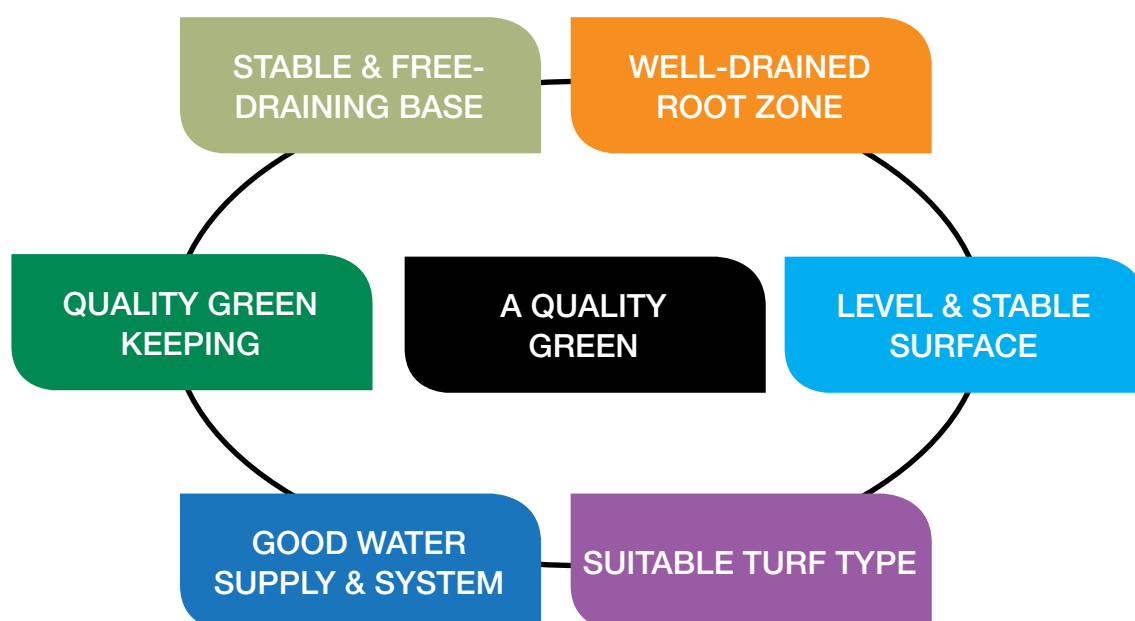 STABLE & FREE-
DRAINING BASE
WELL-DRAINED
ROOT ZONE
QUALITY GREEN
KEEPING
A QUALITY
GREEN
LEVEL & STABLE
SURFACE
GOOD WATER
SUPPLY & SYSTEM
SUITABLE TURF TYPE